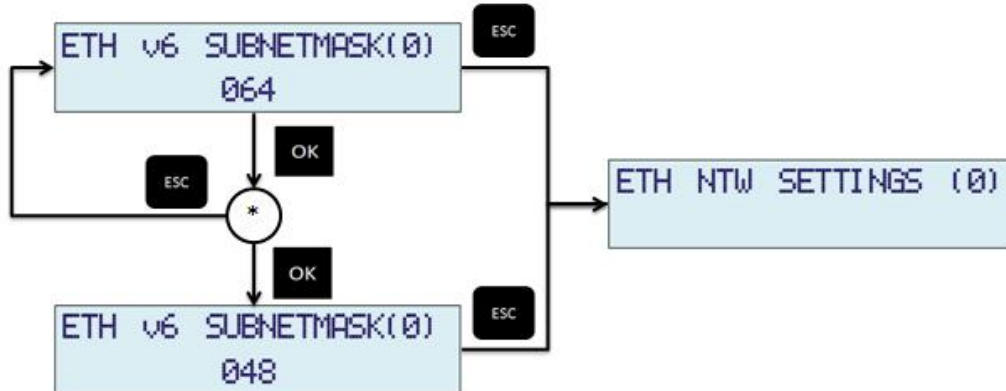 ESC
ETH v6 SUBNETMASK(0)
064
OK
ESC
*
ETH NTW SETTINGS (0)
OK
ESC
ETH v6 SUBNETMASK(0)
048